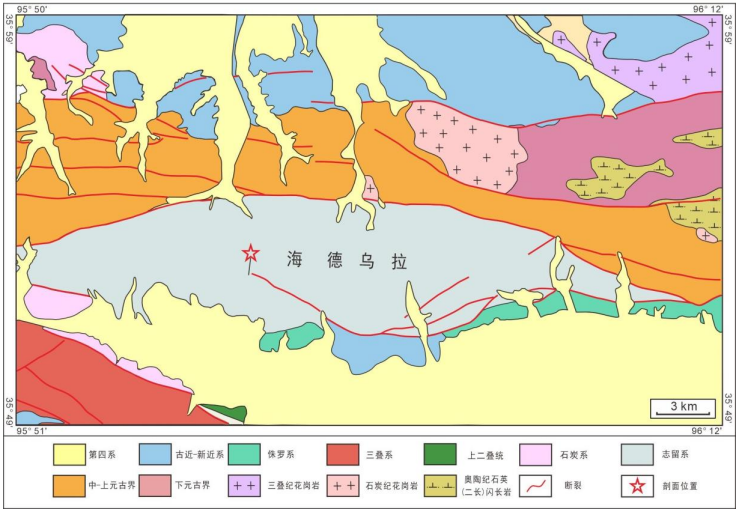 95° 50'
96° 12'
35° 59'
35° 59'
海德乌拉
3 km
35° 49'
35° 49'
95° 51'
96° 12'
第四系
古近-新近系
侏罗系
三叠系
上二叠统
石炭系
志留系
中-上元古界
下元古界
三叠纪花岗岩
石炭纪花岗岩
奥陶纪石英
(二长)闪长岩
断裂
剖面位置